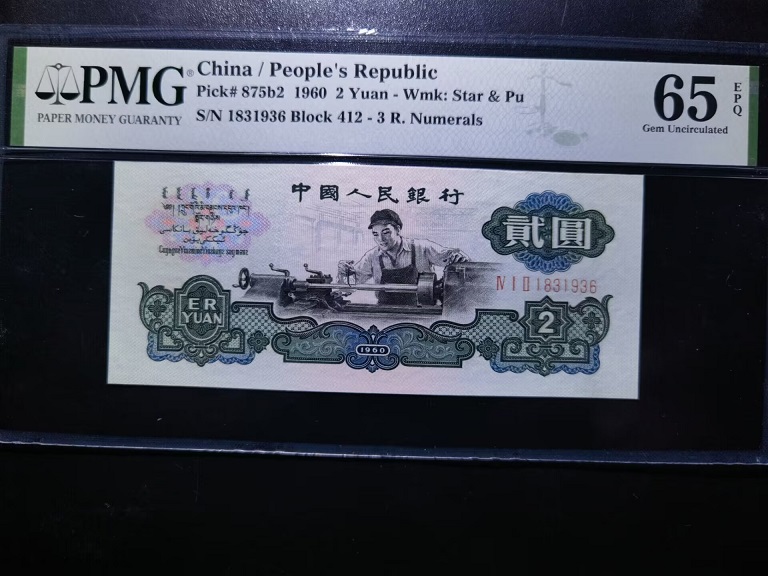 PMG
PAPER MONEY GUARANTY
China / People's Republic
Pick# 875b2 1960 2 Yuan - Wmk: Star & Pu
S/N 1831936 Block 412 - 3 R. Numerals
65
EPQ
Gem Uncirculated
中國人民銀行
貳圓
Ⅳ Ⅰ Ⅱ 1831936
ER
YUAN
1960
2